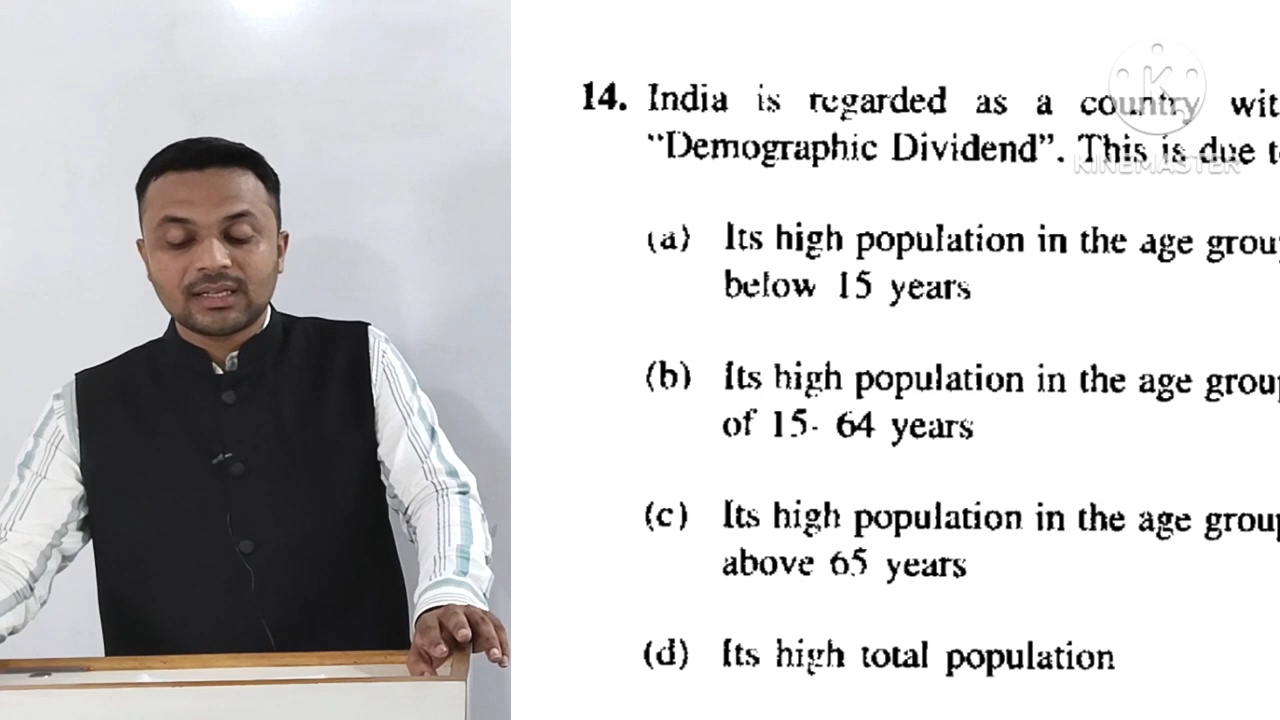 14. India is regarded as a country wit
"Demographic Dividend". This is due t
(a) Its high population in the age grou
below 15 years
(b) Its high population in the age group
of 15- 64 years
(c) Its high population in the age group
above 65 years
(d) Its high total population
K
KINEMASTER